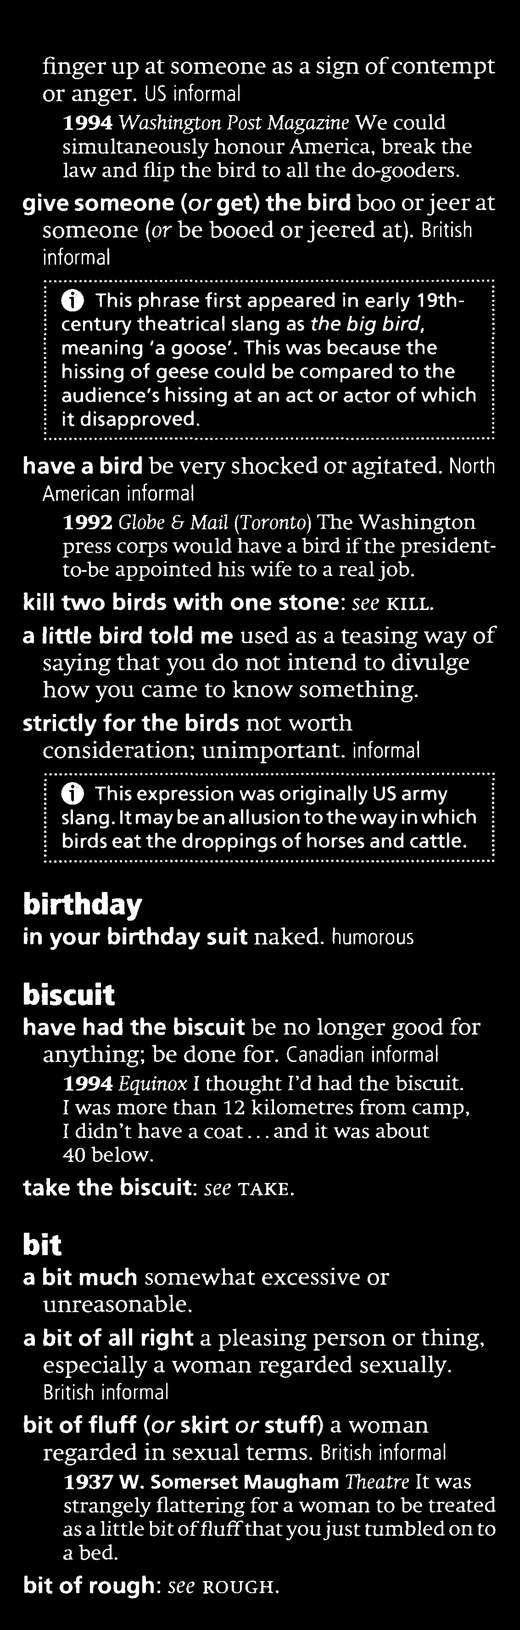 finger up at someone as a sign of contempt
or anger. US informal
1994 Washington Post Magazine We could
simultaneously honour America, break the
law and flip the bird to all the do-gooders.
give someone (or get) the bird boo or jeer at
someone (or be booed or jeered at). British
informal
i This phrase first appeared in early 19th-
century theatrical slang as the big bird,
meaning 'a goose'. This was because the
hissing of geese could be compared to the
audience's hissing at an act or actor of which
it disapproved.
have a bird be very shocked or agitated. North
American informal
1992 Globe & Mail (Toronto) The Washington
press corps would have a bird if the president-
to-be appointed his wife to a real job.
kill two birds with one stone: see KILL.
a little bird told me used as a teasing way of
saying that you do not intend to divulge
how you came to know something.
strictly for the birds not worth
consideration; unimportant. informal
i This expression was originally US army
slang. It may be an allusion to the way in which
birds eat the droppings of horses and cattle.
birthday
in your birthday suit naked. humorous
biscuit
have had the biscuit be no longer good for
anything; be done for. Canadian informal
1994 Equinox I thought I'd had the biscuit.
I was more than 12 kilometres from camp,
I didn't have a coat...and it was about
40 below.
take the biscuit: see TAKE.
bit
a bit much somewhat excessive or
unreasonable.
a bit of all right a pleasing person or thing,
especially a woman regarded sexually.
British informal
bit of fluff (or skirt or stuff) a woman
regarded in sexual terms. British informal
1937 W. Somerset Maugham Theatre It was
strangely flattering for a woman to be treated
as a little bit of fluff that you just tumbled on to
a bed.
bit of rough: see ROUGH.